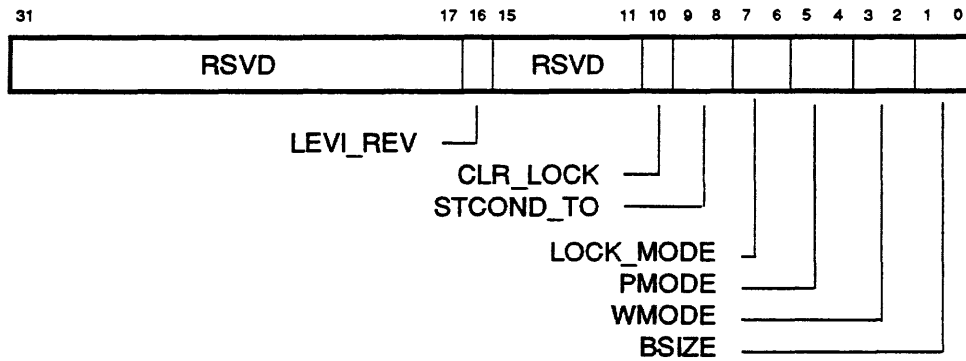 31 17 16 15 11 10 9 8 7 6 5 4 3 2 1 0
RSVD RSVD
LEVI_REV
CLR_LOCK
STCOND_TO
LOCK_MODE
PMODE
WMODE
BSIZE